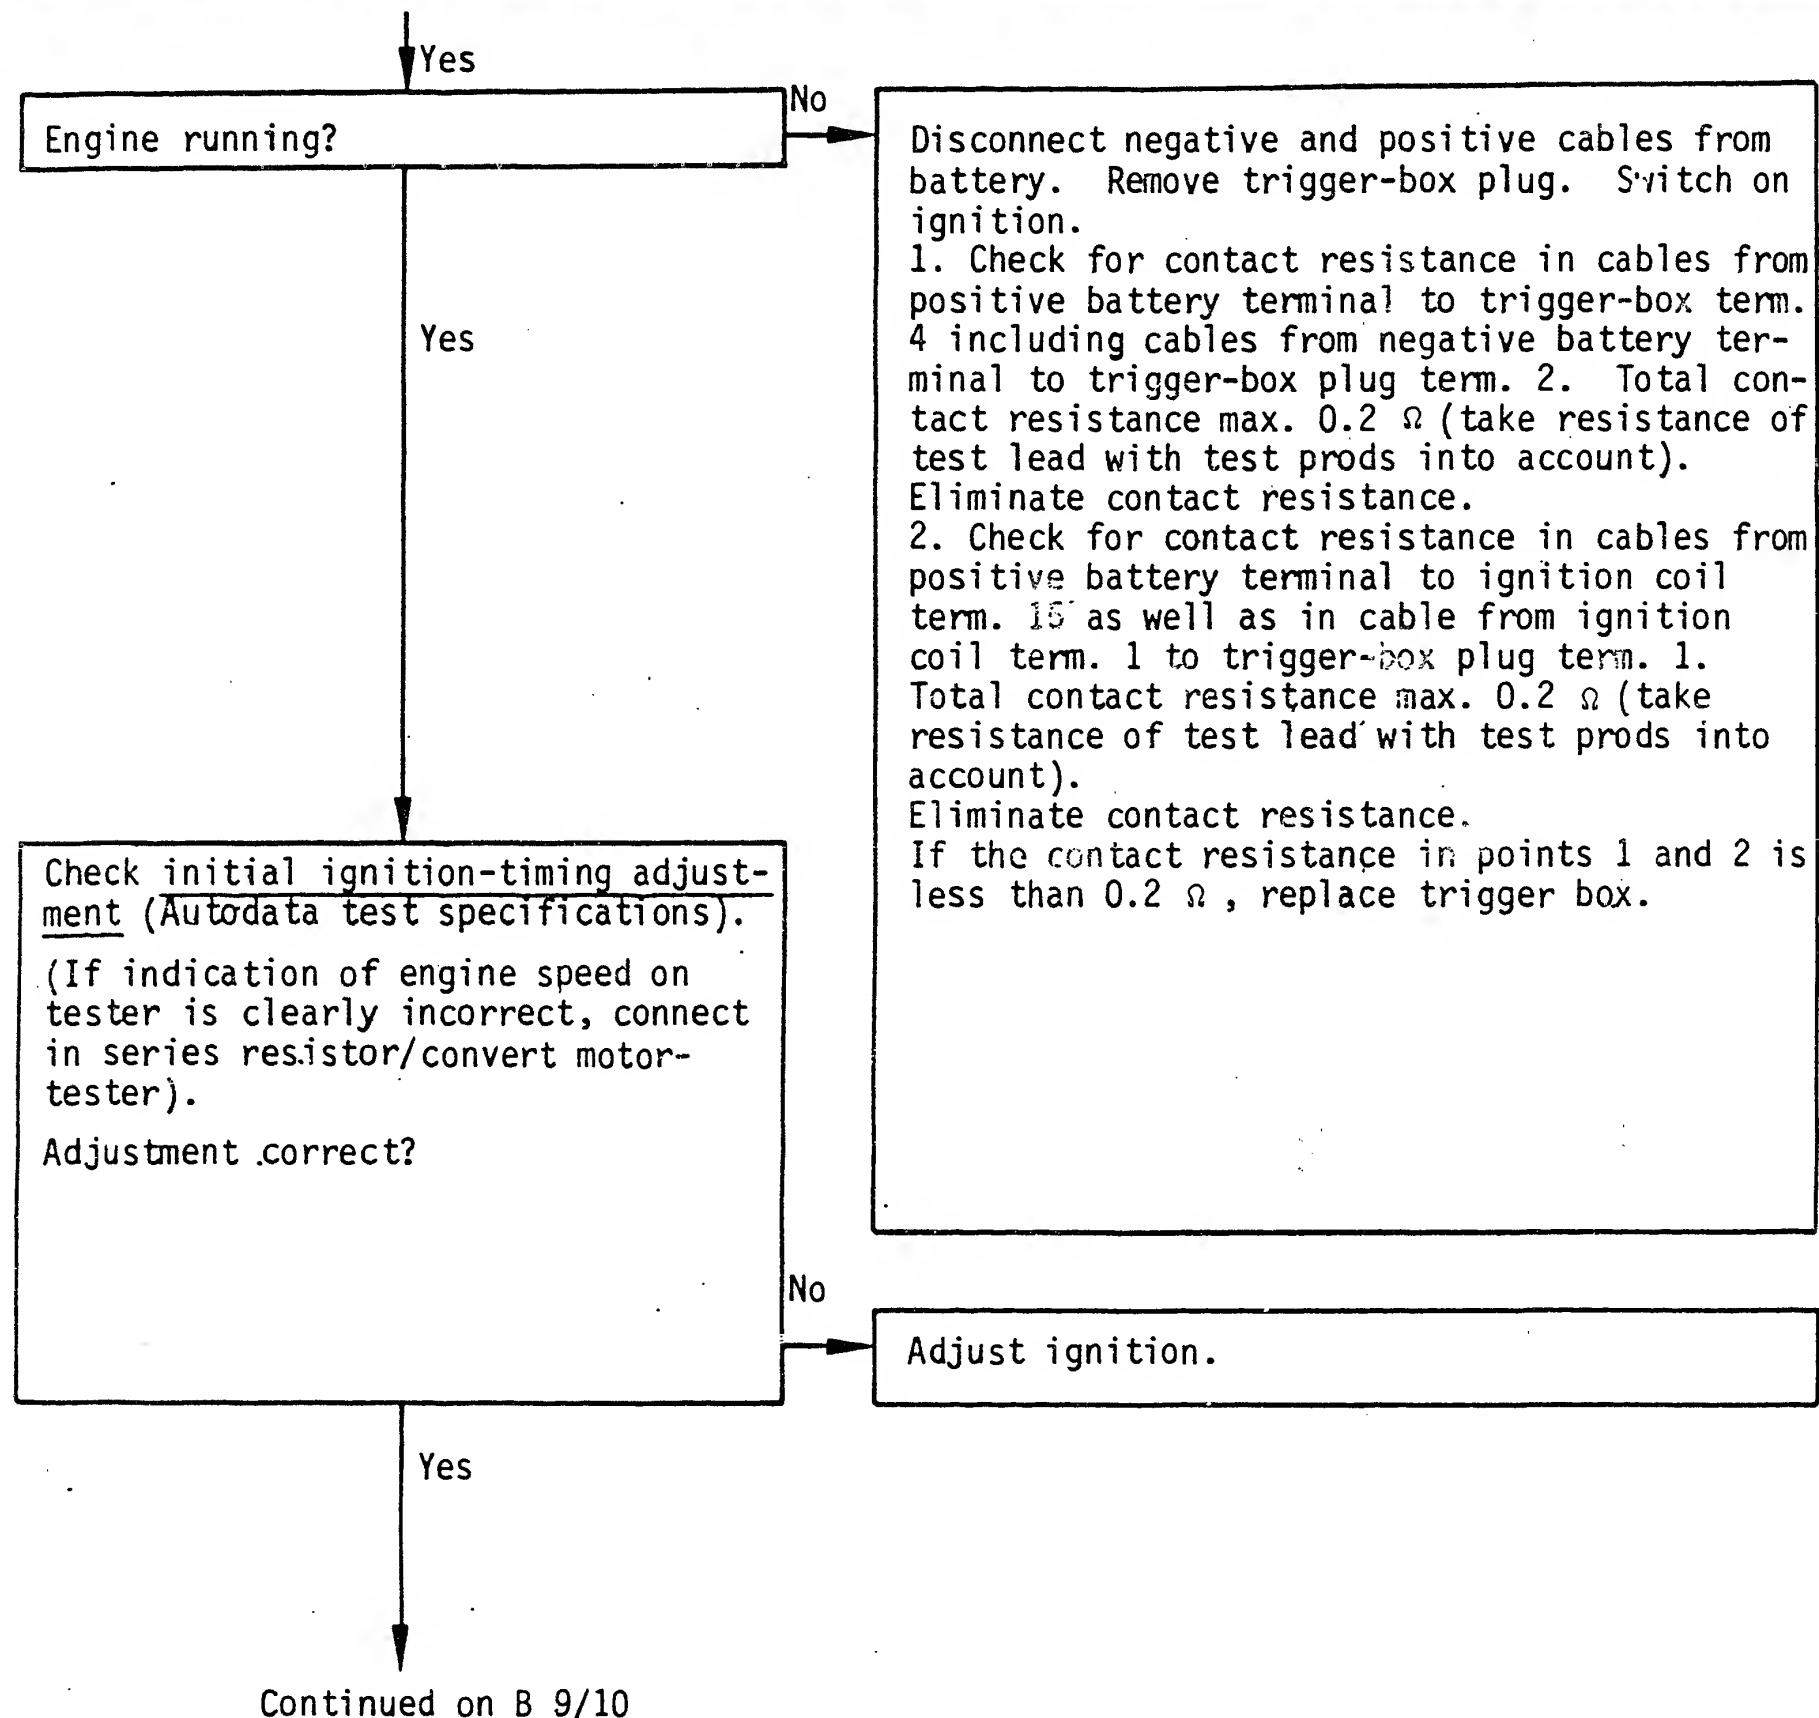 Yes
Engine running?
No
Disconnect negative and positive cables from
battery. Remove trigger-box plug. Switch on
ignition.
1. Check for contact resistance in cables from
positive battery terminal to trigger-box term.
4 including cables from negative battery ter-
minal to trigger-box plug term. 2. Total con-
tact resistance max. 0.2 Ω (take resistance of
test lead with test prods into account).
Eliminate contact resistance.
2. Check for contact resistance in cables from
positive battery terminal to ignition coil
term. 15 as well as in cable from ignition
coil term. 1 to trigger-box plug term. 1.
Total contact resistance max. 0.2 Ω (take
resistance of test lead with test prods into
account).
Eliminate contact resistance.
If the contact resistance in points 1 and 2 is
less than 0.2 Ω , replace trigger box.
Yes
Check initial ignition-timing adjust-
ment (Autodata test specifications).
(If indication of engine speed on
tester is clearly incorrect, connect
in series resistor/convert motor-
tester).
Adjustment correct?
No
Adjust ignition.
Yes
Continued on B 9/10